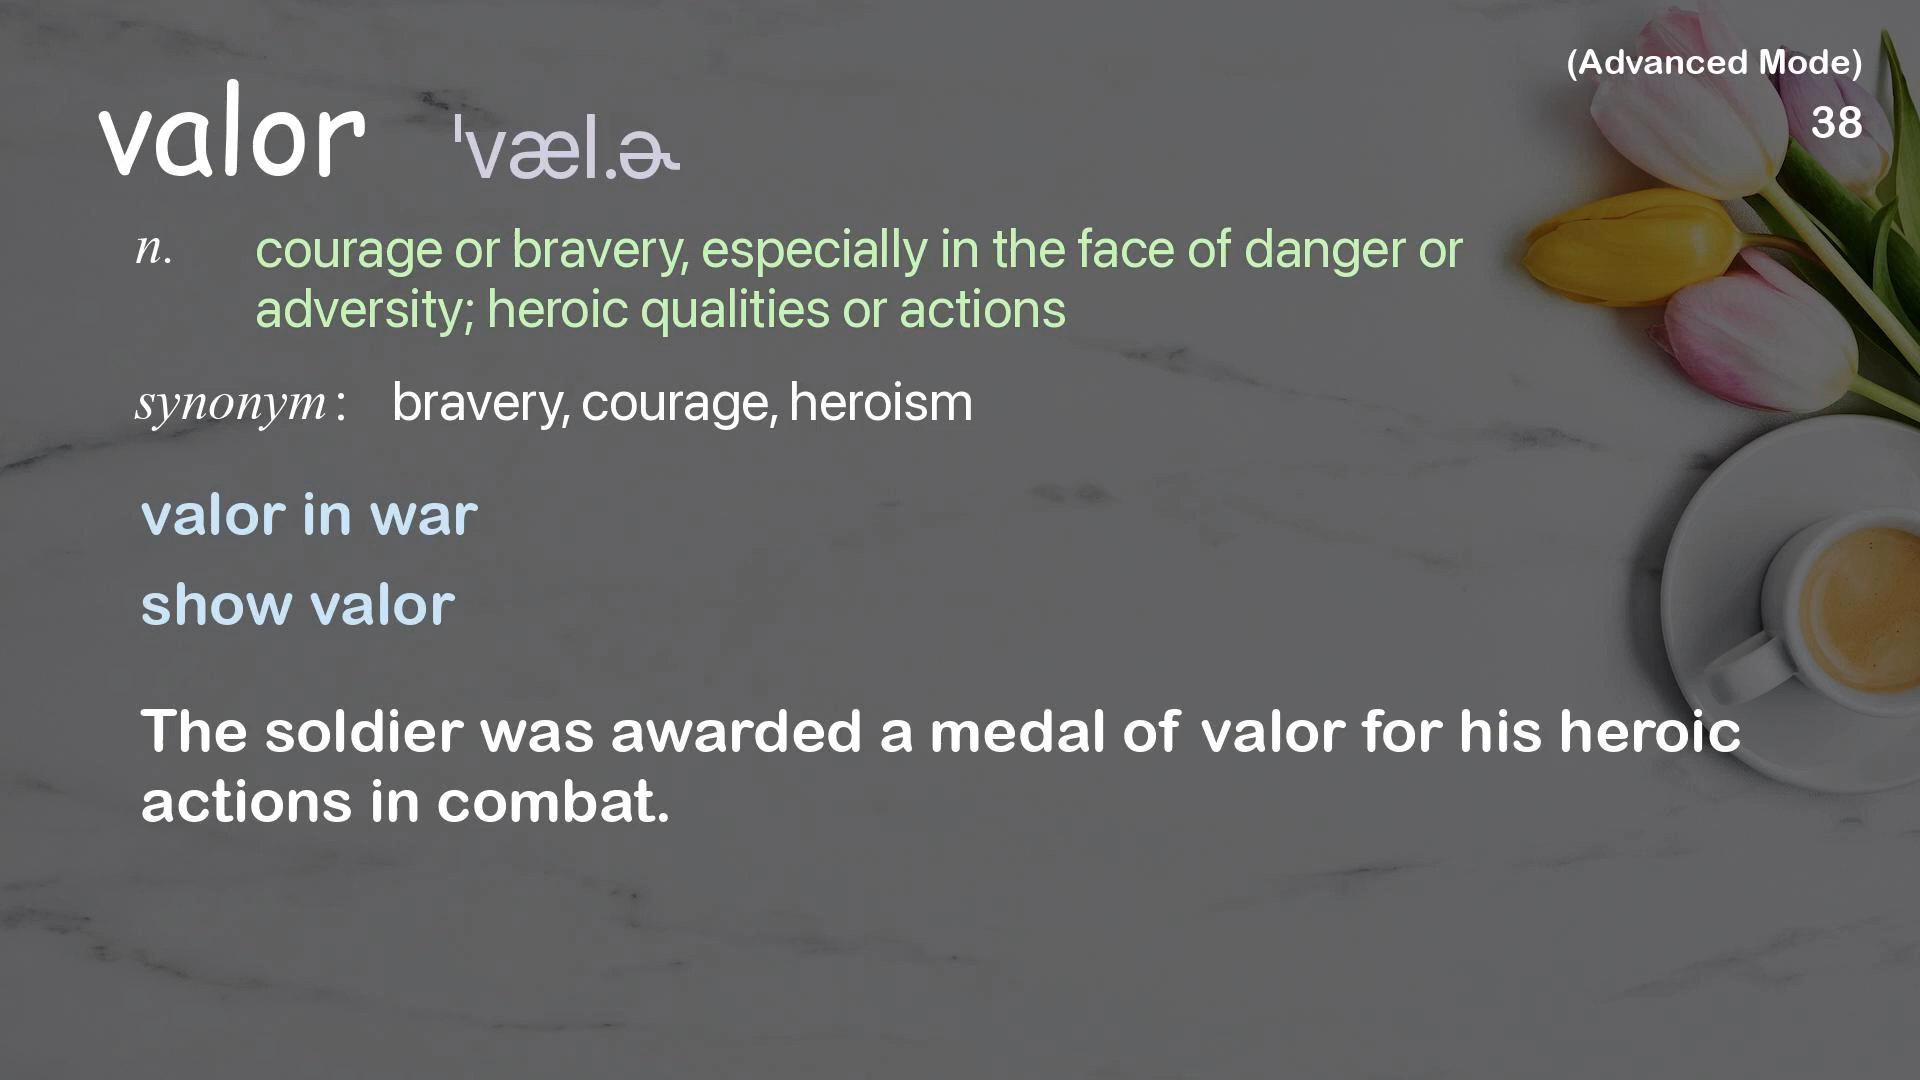 (Advanced Mode)
38
valor ˈvæl.ɚ
n. courage or bravery, especially in the face of danger or
adversity; heroic qualities or actions
synonym: bravery, courage, heroism
valor in war
show valor
The soldier was awarded a medal of valor for his heroic
actions in combat.